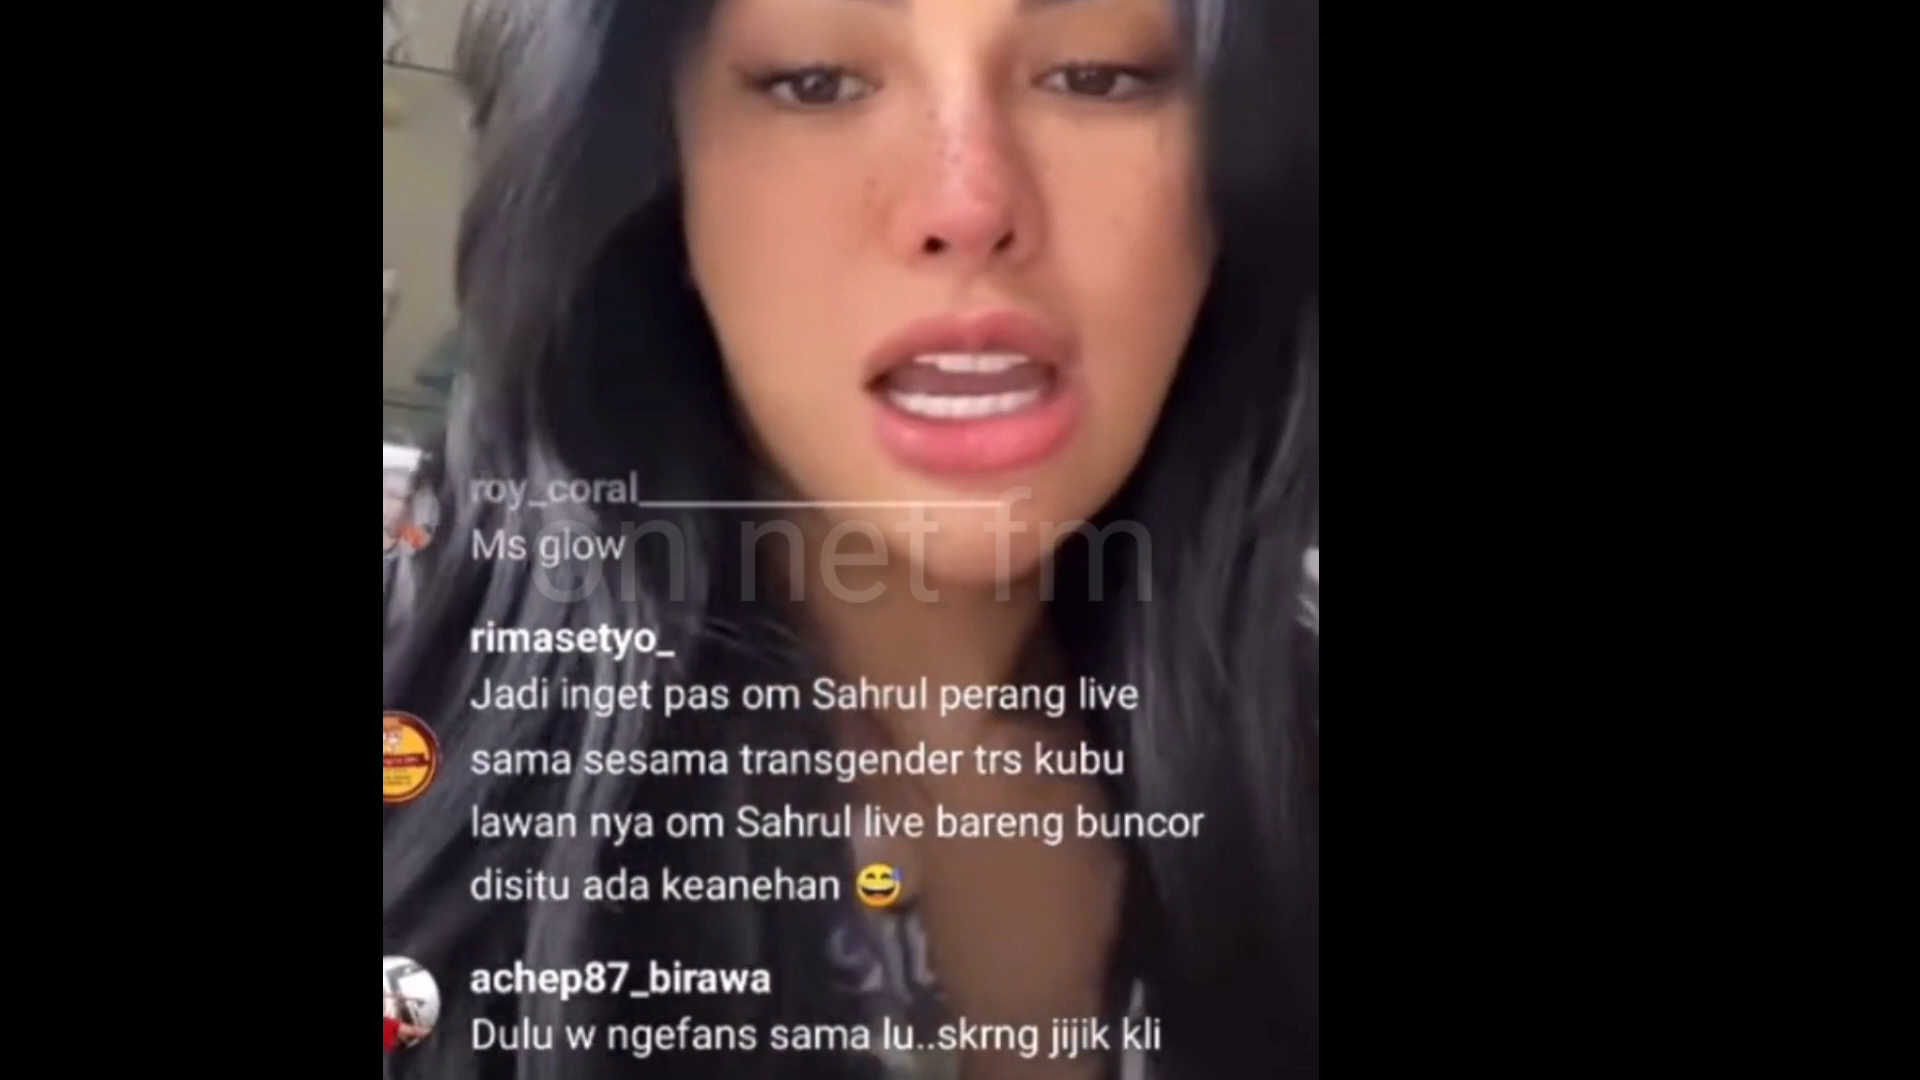 roy_coral________________
Ms glow
on net fm
rimasetyo_
Jadi inget pas om Sahrul perang live
sama sesama transgender trs kubu
lawan nya om Sahrul live bareng buncor
disitu ada keanehan 😅
achep87_birawa
Dulu w ngefans sama lu..skrng jijik kli